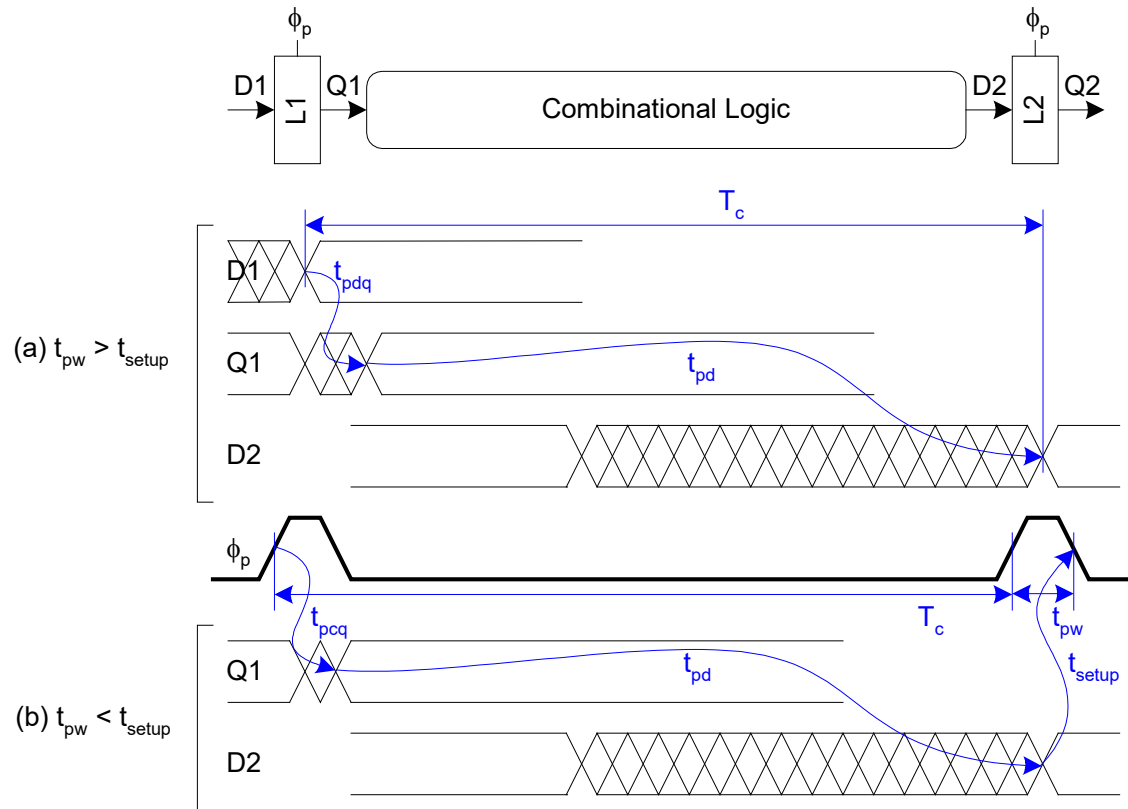 ϕp ϕp
D1 L1 Q1 Combinational Logic D2 L2 Q2
Tc
D1 tpdq
(a) tpw > tsetup
Q1 tpd
D2
ϕp
Tc tpw
tpcq
Q1 tpd tsetup
(b) tpw < tsetup
D2